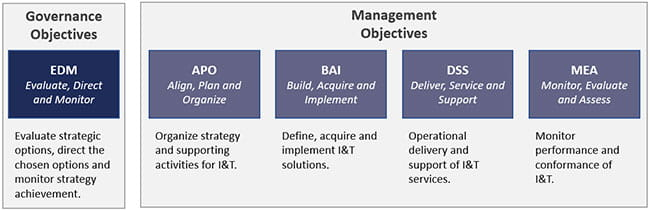 Governance
Objectives
EDM
Evaluate, Direct
and Monitor
Evaluate strategic
options, direct the
chosen options and
monitor strategy
achievement.
Management
Objectives
APO
Align, Plan and
Organize
Organize strategy
and supporting
activities for I&T.
BAI
Build, Acquire and
Implement
Define, acquire and
implement I&T
solutions.
DSS
Deliver, Service and
Support
Operational
delivery and
support of I&T
services.
MEA
Monitor, Evaluate
and Assess
Monitor
performance and
conformance of
I&T.